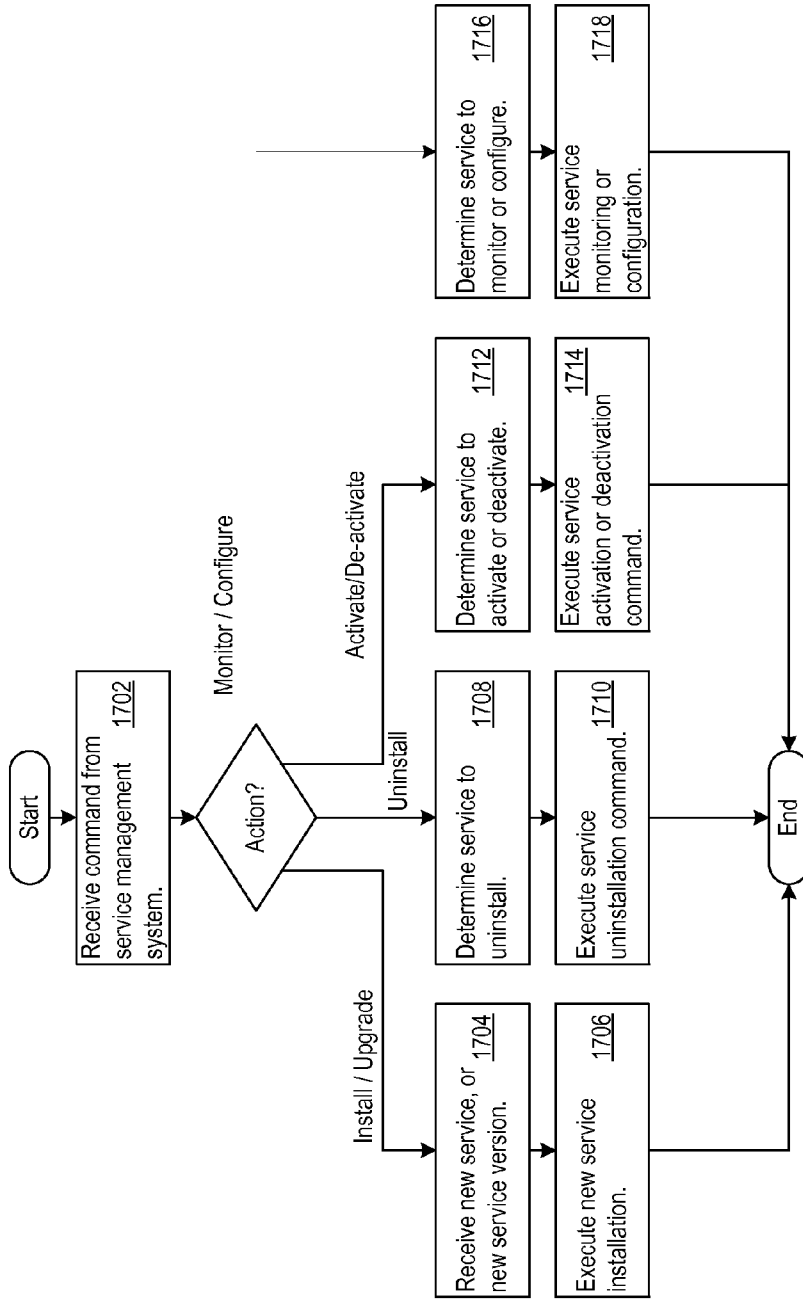 Start
Receive command from
service management
system.
1702
Action?
Monitor / Configure
Install / Upgrade
Uninstall
Activate/De-activate
Receive new service, or
new service version.
1704
Execute new service
installation.
1706
Determine service to
uninstall.
1708
Execute service
uninstallation command.
1710
Determine service to
activate or deactivate.
1712
Execute service
activation or deactivation
command.
1714
Determine service to
monitor or configure.
1716
Execute service
monitoring or
configuration.
1718
End